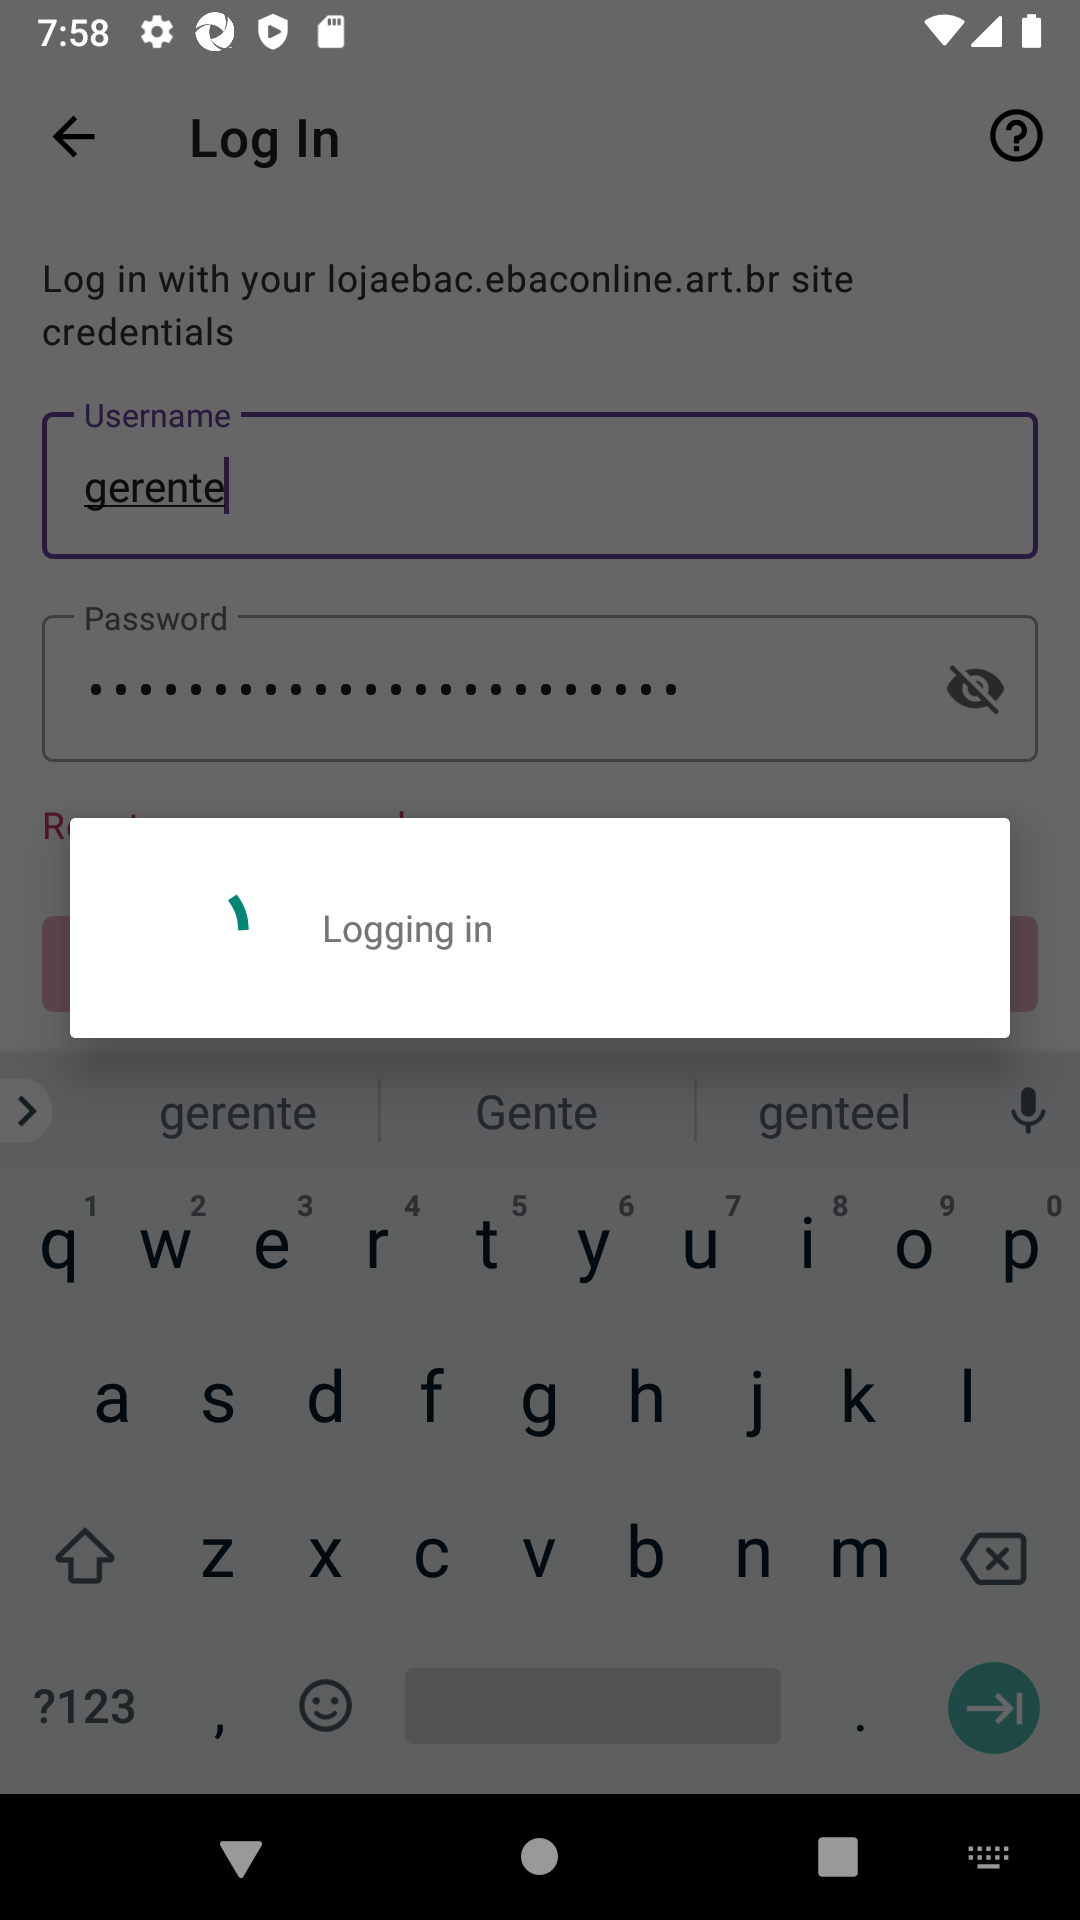 7:58
Log In
Log in with your lojaebac.ebaconline.art.br site
credentials
Username
gerente
Password
Logging in
gerente Gente genteel
1 2 3 4 5 6 7 8 9 0
q w e r t y u i o p
a s d f g h j k l
z x c v b n m
?123 , .